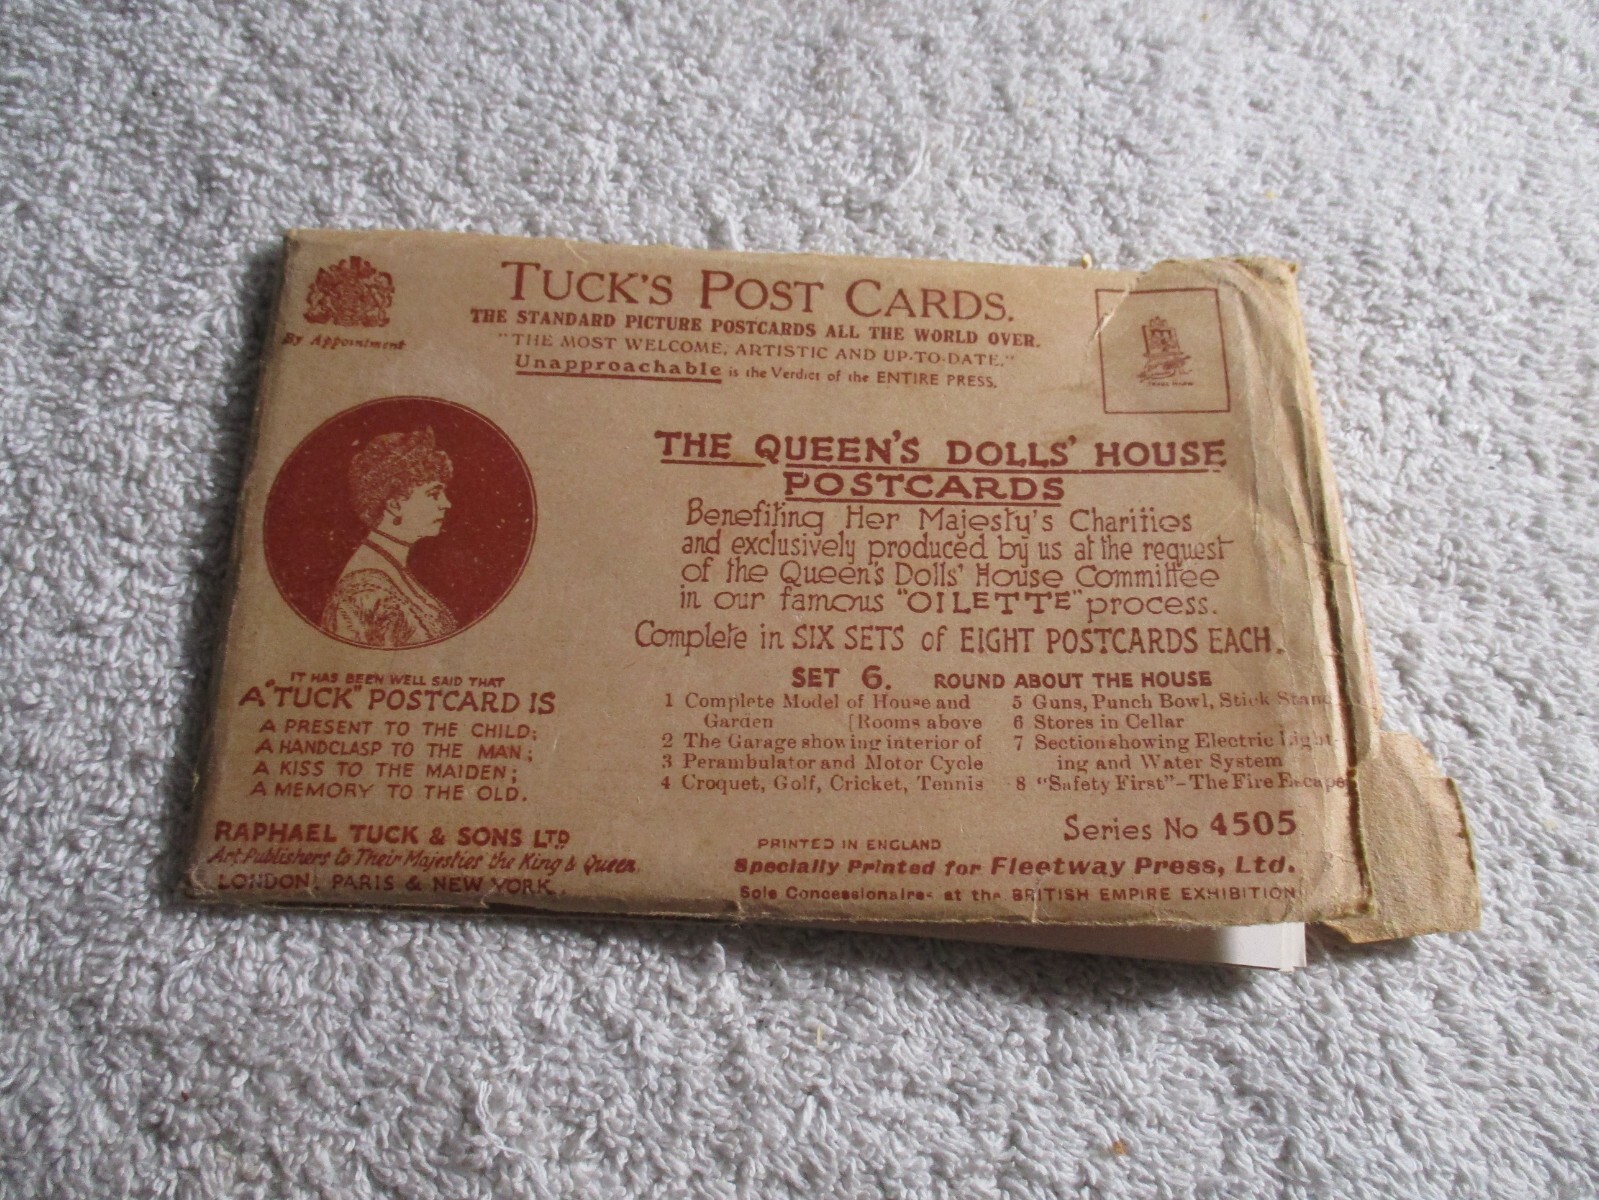 By Appointment
TUCK'S POST CARDS.
THE STANDARD PICTURE POSTCARDS ALL THE WORLD OVER.
"THE MOST WELCOME, ARTISTIC AND UP-TO-DATE."
Unapproachable is the Verdict of the ENTIRE PRESS.
TRADE MARK
THE QUEEN'S DOLLS' HOUSE
POSTCARDS
Benefiting Her Majesty's Charities
and exclusively produced by us at the request
of the Queen's Dolls' House Committee
in our famous "OILETTE" process.
Complete in SIX SETS of EIGHT POSTCARDS EACH.
SET 6. ROUND ABOUT THE HOUSE
1 Complete Model of House and
Garden [Rooms above
2 The Garage showing interior of
3 Perambulator and Motor Cycle
4 Croquet, Golf, Cricket, Tennis
5 Guns, Punch Bowl, Stick Stand
6 Stores in Cellar
7 Section showing Electric Light-
ing and Water System
8 "Safety First"-The Fire Escape
Series No 4505
IT HAS BEEN WELL SAID THAT
A "TUCK" POSTCARD IS
A PRESENT TO THE CHILD;
A HANDCLASP TO THE MAN;
A KISS TO THE MAIDEN;
A MEMORY TO THE OLD.
RAPHAEL TUCK & SONS LTD
Art Publishers to Their Majesties the King & Queen,
LONDON, PARIS & NEW YORK.
PRINTED IN ENGLAND
Specially Printed for Fleetway Press, Ltd.
Sole Concessionaires at the BRITISH EMPIRE EXHIBITION